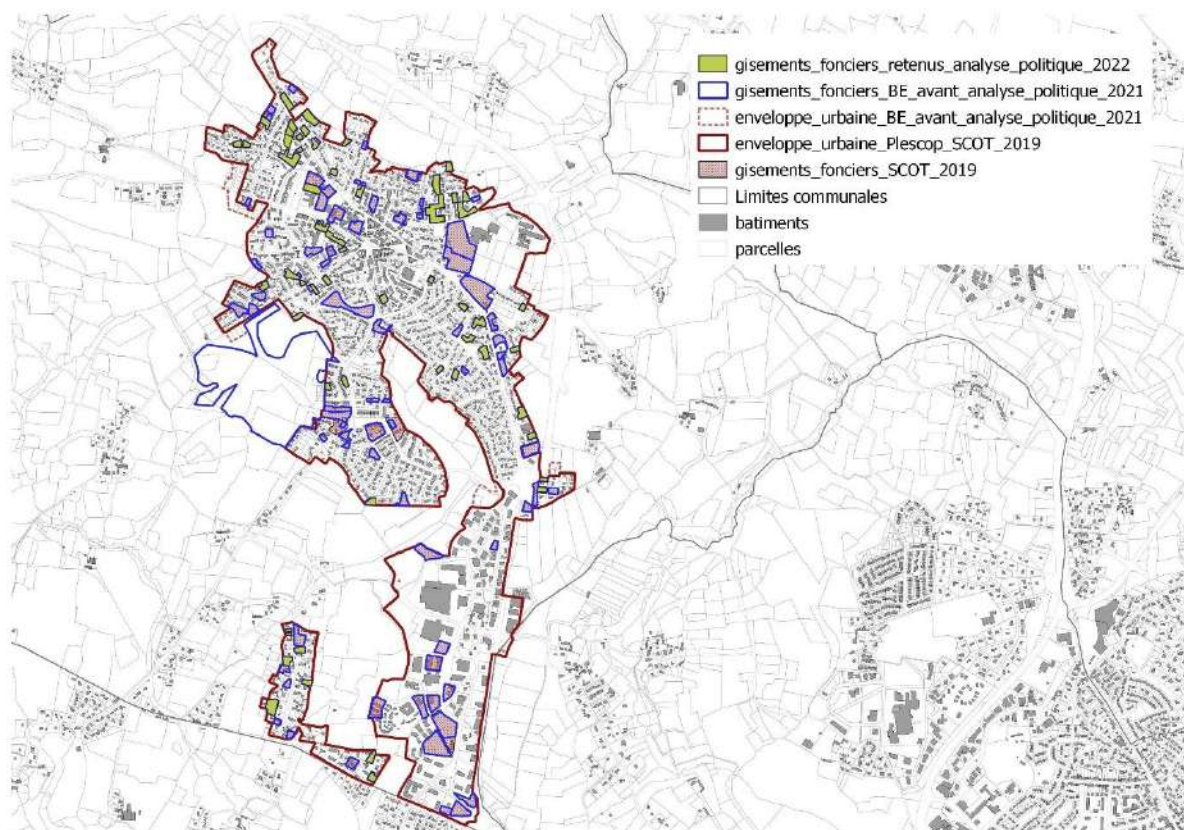 gisements_fonciers_retenus_analyse_politique_2022
gisements_fonciers_BE_avant_analyse_politique_2021
enveloppe_urbaine_BE_avant_analyse_politique_2021
enveloppe_urbaine_Plescop_SCOT_2019
gisements_fonciers_SCOT_2019
Limites communales
batiments
parcelles